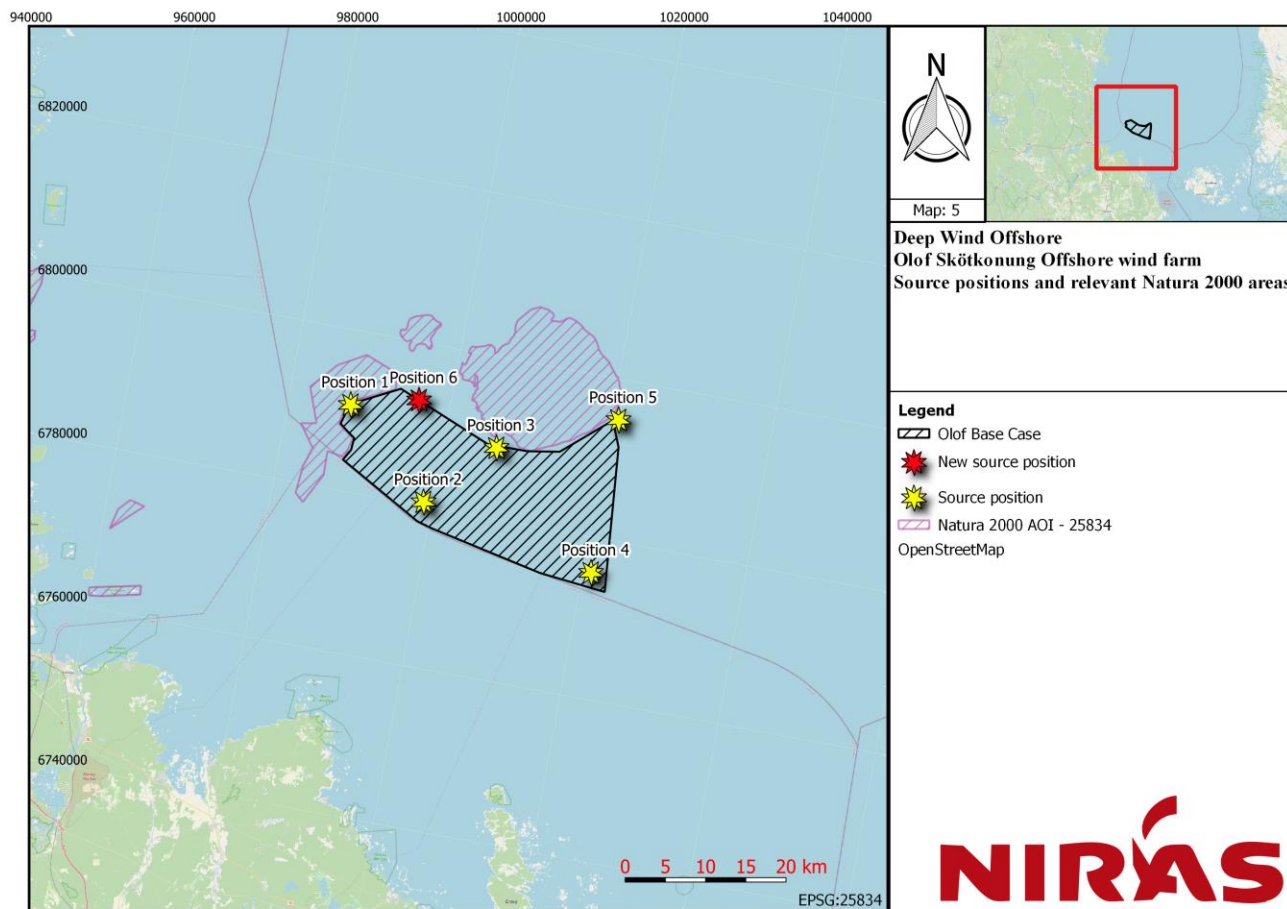 940000 960000 980000 1000000 1020000 1040000
6820000
6800000
6780000
6760000
6740000
Position 1
Position 6
Position 5
Position 3
Position 2
Position 4
0 5 10 15 20 km
EPSG:25834
N
Map: 5
Deep Wind Offshore
Olof Skötkonung Offshore wind farm
Source positions and relevant Natura 2000 areas
Legend
Olof Base Case
New source position
Source position
Natura 2000 AOI - 25834
OpenStreetMap
NIRAS